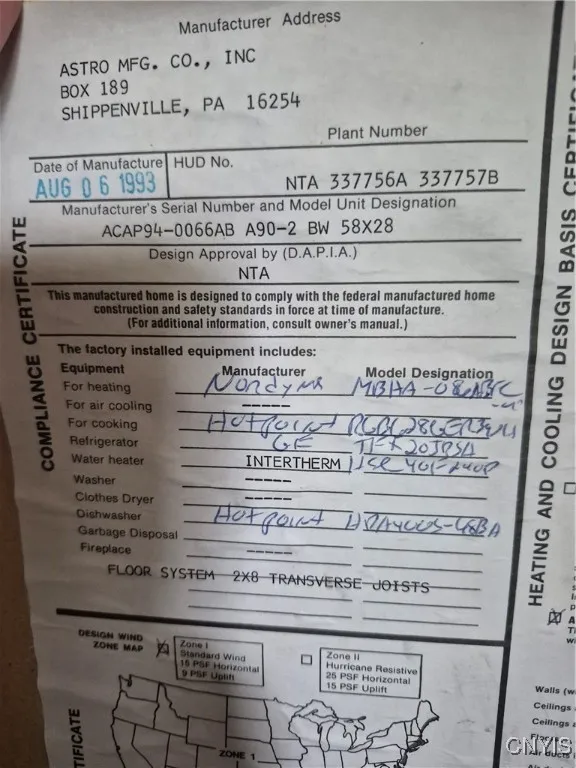 Manufacturer Address
ASTRO MFG. CO., INC
BOX 189
SHIPPENVILLE, PA 16254
Plant Number
Date of Manufacture HUD No.
AUG 06 1993 NTA 337756A 337757B
Manufacturer's Serial Number and Model Unit Designation
ACAP94-0066AB A90-2 BW 58X28
Design Approval by (D.A.P.I.A.)
NTA
This manufactured home is designed to comply with the federal manufactured home
construction and safety standards in force at time of manufacture.
(For additional information, consult owner's manual.)
The factory installed equipment includes:
Equipment Manufacturer Model Designation
For heating Nordyne
For air cooling -----
For cooking Hotpoint
Refrigerator GE
Water heater INTERTHERM
Washer -----
Clothes Dryer -----
Dishwasher Hotpoint
Garbage Disposal
Fireplace -----
FLOOR SYSTEM 2X8 TRANSVERSE JOISTS
DESIGN WIND
ZONE MAP
Zone I
Standard Wind
15 PSF Horizontal
9 PSF Uplift
Zone II
Hurricane Resistive
25 PSF Horizontal
15 PSF Uplift
ZONE 1
COMPLIANCE CERTIFICATE
HEATING AND COOLING DESIGN BASIS CERTIF
TIFICATE
Walls (w
Ceilings
Ceilings
Floors
Air ducts
CNYIS